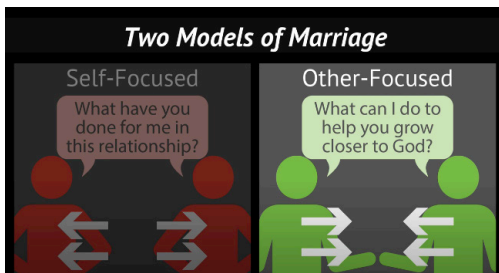 Two Models of Marriage
Self-Focused
What have you
done for me in
this relationship?
Other-Focused
What can I do to
help you grow
closer to God?